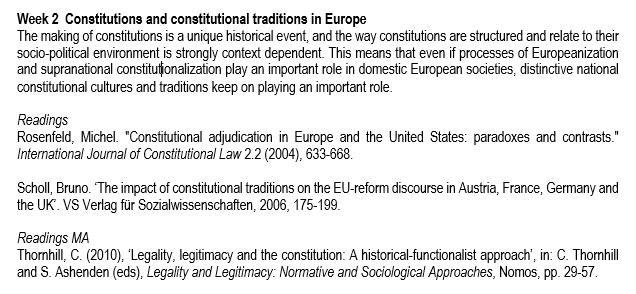 Week 2  Constitutions and constitutional traditions in Europe
The making of constitutions is a unique historical event, and the way constitutions are structured and relate to their
socio-political environment is strongly context dependent. This means that even if processes of Europeanization
and supranational constitutionalization play an important role in domestic European societies, distinctive national
constitutional cultures and traditions keep on playing an important role.

Readings
Rosenfeld, Michel. "Constitutional adjudication in Europe and the United States: paradoxes and contrasts."
International Journal of Constitutional Law 2.2 (2004), 633-668.

Scholl, Bruno. ‘The impact of constitutional traditions on the EU-reform discourse in Austria, France, Germany and
the UK’. VS Verlag für Sozialwissenschaften, 2006, 175-199.

Readings MA
Thornhill, C. (2010), ‘Legality, legitimacy and the constitution: A historical-functionalist approach’, in: C. Thornhill
and S. Ashenden (eds), Legality and Legitimacy: Normative and Sociological Approaches, Nomos, pp. 29-57.